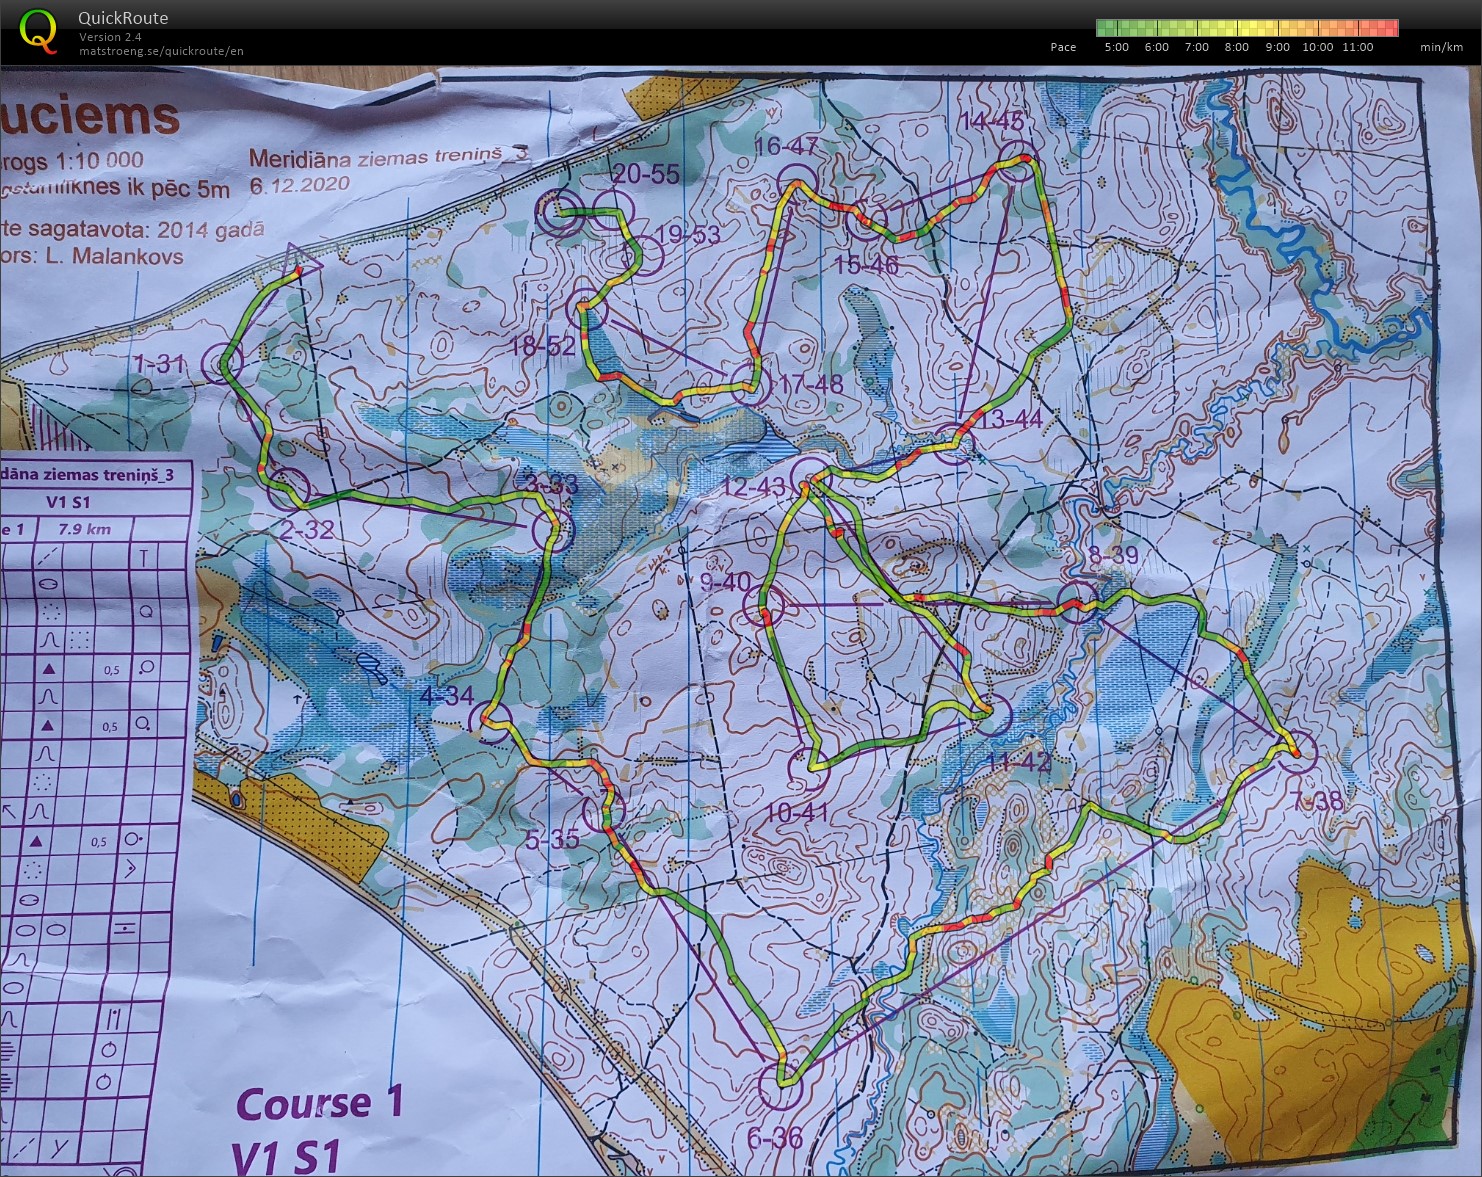 QuickRoute
Version 2.4
matstroeng.se/quickroute/en
Pace
5:00 6:00 7:00 8:00 9:00 10:00 11:00
min/km
uciems
rogs 1:10 000
Meridiāna ziemas treniņš_3
iknes ik pēc 5m
6.12.2020
te sagatavota: 2014 gadā
ors: L. Malankovs
14-45
16-47
20-55
19-53
15-46
18-52
1-31
17-48
13-44
dāna ziemas treniņš_3
V1 S1
e 1 7.9 km
3-33
12-43
2-32
8-39
9-40
0,5
4-34
0,5
11-42
7-38
10-41
5-35
0,5
Course 1
V1 S1
6-36